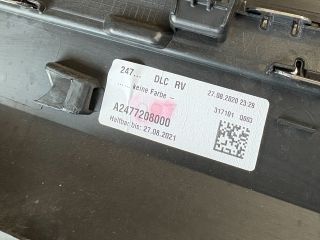 247... DLC RV 27.08.2020 23:29
..... keine Farbe – 317101 0003
A2477208000
Haltbar bis: 27.08.2021